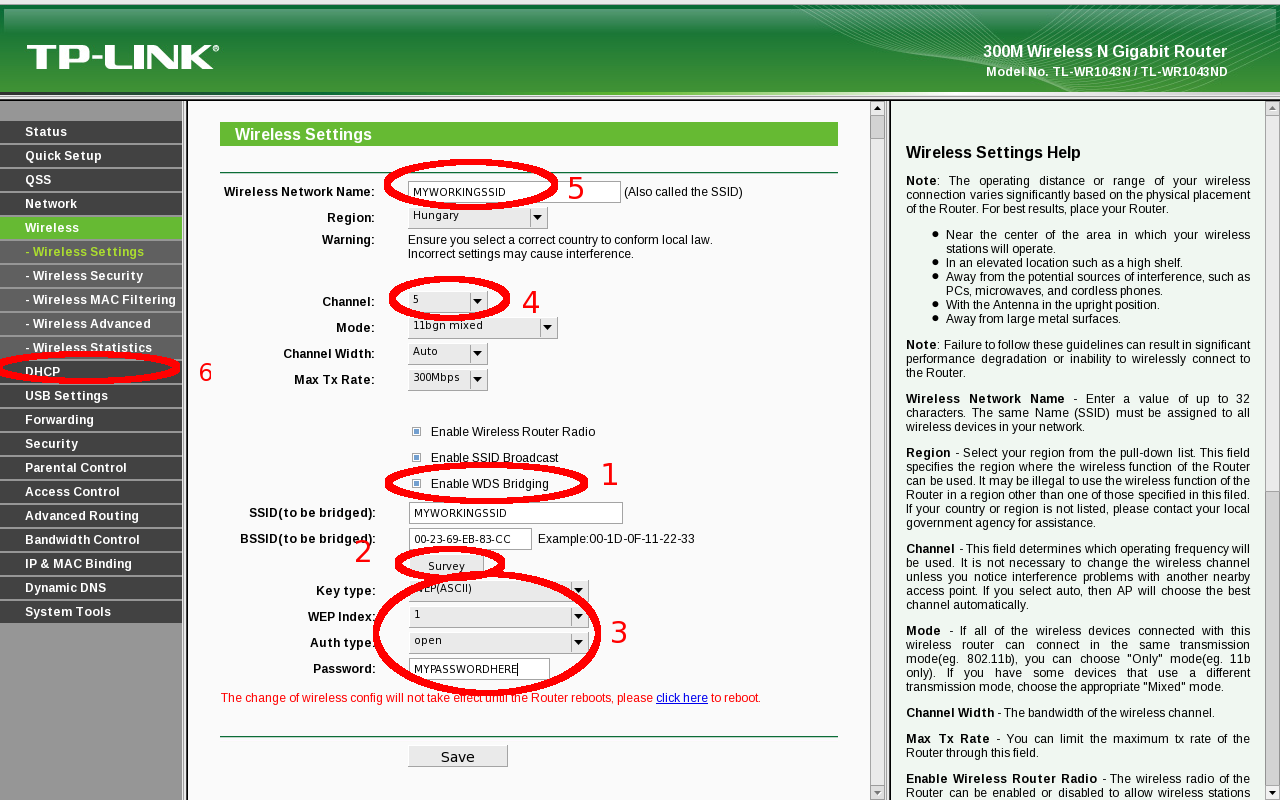 TP-LINK®
300M Wireless N Gigabit Router
Model No. TL-WR1043N / TL-WR1043ND
Status
Quick Setup
QSS
Network
Wireless
- Wireless Settings
- Wireless Security
- Wireless MAC Filtering
- Wireless Advanced
- Wireless Statistics
DHCP
6
USB Settings
Forwarding
Security
Parental Control
Access Control
Advanced Routing
Bandwidth Control
IP & MAC Binding
Dynamic DNS
System Tools
Wireless Settings
Wireless Network Name: MYWORKINGSSID 5 (Also called the SSID)
Region: Hungary
Warning: Ensure you select a correct country to conform local law.
Incorrect settings may cause interference.
Channel: 5 4
Mode: 11bgn mixed
Channel Width: Auto
Max Tx Rate: 300Mbps
Enable Wireless Router Radio
Enable SSID Broadcast
Enable WDS Bridging 1
SSID(to be bridged): MYWORKINGSSID
BSSID(to be bridged): 00-23-69-EB-83-CC Example:00-1D-0F-11-22-33
2 Survey
Key type: WEP(ASCII)
WEP Index: 1
Auth type: open 3
Password: MYPASSWORDHERE
The change of wireless config will not take effect until the Router reboots, please click here to reboot.
Save
Wireless Settings Help
Note: The operating distance or range of your wireless
connection varies significantly based on the physical placement
of the Router. For best results, place your Router.
Near the center of the area in which your wireless
stations will operate.
In an elevated location such as a high shelf.
Away from the potential sources of interference, such as
PCs, microwaves, and cordless phones.
With the Antenna in the upright position.
Away from large metal surfaces.
Note: Failure to follow these guidelines can result in significant
performance degradation or inability to wirelessly connect to
the Router.
Wireless Network Name - Enter a value of up to 32
characters. The same Name (SSID) must be assigned to all
wireless devices in your network.
Region - Select your region from the pull-down list. This field
specifies the region where the wireless function of the Router
can be used. It may be illegal to use the wireless function of the
Router in a region other than one of those specified in this filed.
If your country or region is not listed, please contact your local
government agency for assistance.
Channel - This field determines which operating frequency will
be used. It is not necessary to change the wireless channel
unless you notice interference problems with another nearby
access point. If you select auto, then AP will choose the best
channel automatically.
Mode - If all of the wireless devices connected with this
wireless router can connect in the same transmission
mode(eg. 802.11b), you can choose "Only" mode(eg. 11b
only). If you have some devices that use a different
transmission mode, choose the appropriate "Mixed" mode.
Channel Width - The bandwidth of the wireless channel.
Max Tx Rate - You can limit the maximum tx rate of the
Router through this field.
Enable Wireless Router Radio - The wireless radio of the
Router can be enabled or disabled to allow wireless stations